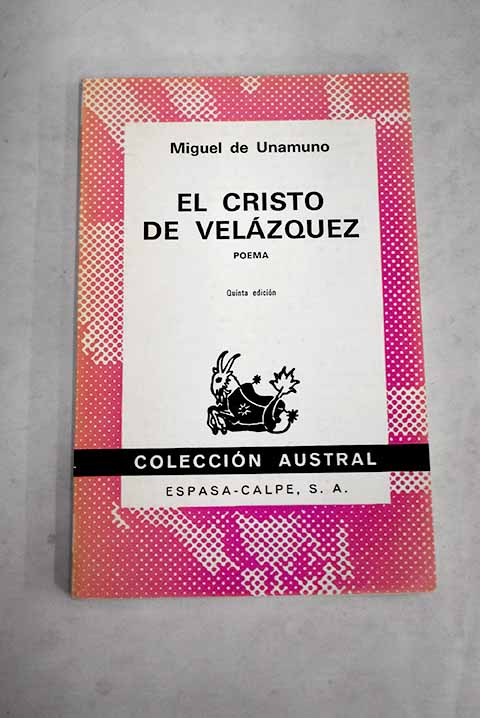 Miguel de Unamuno
EL CRISTO
DE VELÁZQUEZ
POEMA
Quinta edición
COLECCIÓN AUSTRAL
ESPASA-CALPE, S. A.